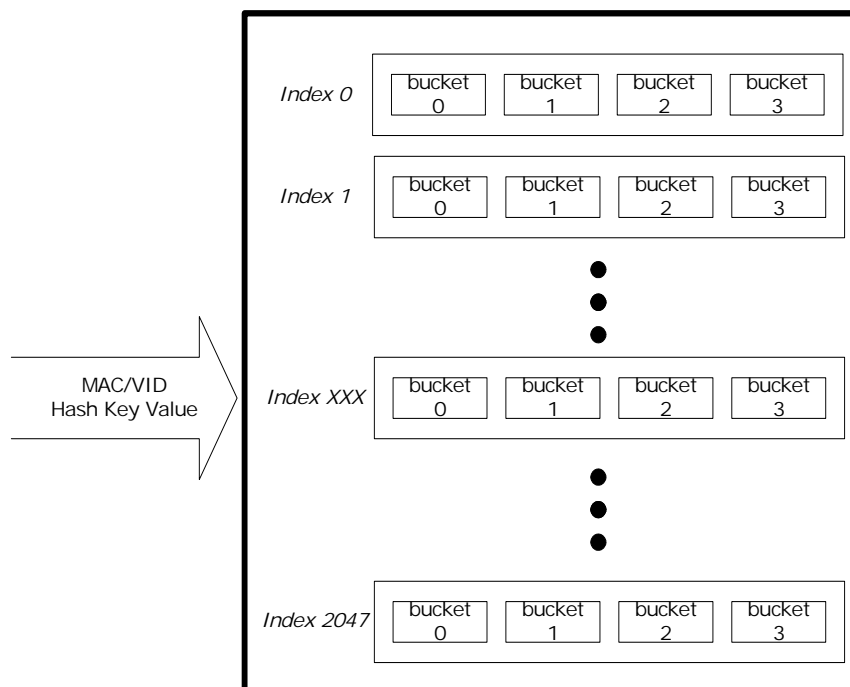 Index 0
bucket 0
bucket 1
bucket 2
bucket 3
Index 1
bucket 0
bucket 1
bucket 2
bucket 3
MAC/VID
Hash Key Value
Index XXX
bucket 0
bucket 1
bucket 2
bucket 3
Index 2047
bucket 0
bucket 1
bucket 2
bucket 3